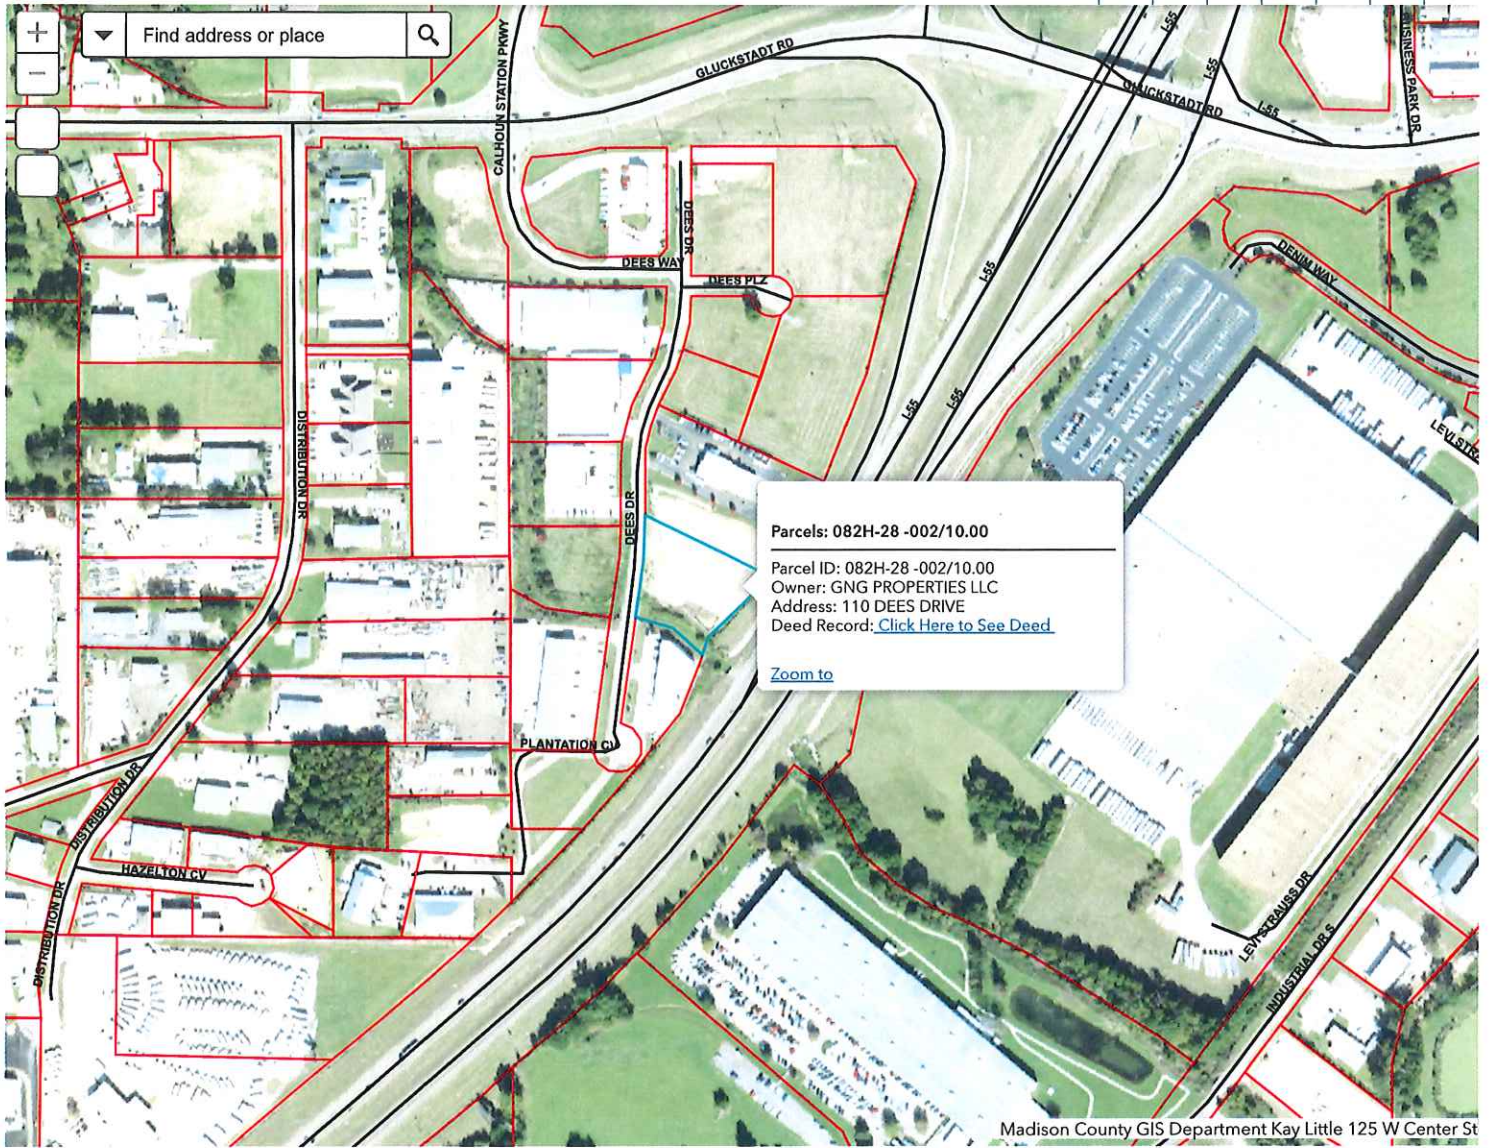 +
Find address or place
−
I-55
BUSINESS PARK DR
CALHOUN STATION PKWY
GLUCKSTADT RD
I-55
GLUCKSTADT RD
I-55
DEES DR
DEES WAY
DEES PLZ
I-55
DENIM WAY
I-55
I-55
DISTRIBUTION DR
LEVI STRA
DEES DR
Parcels: 082H-28 -002/10.00
Parcel ID: 082H-28 -002/10.00
Owner: GNG PROPERTIES LLC
Address: 110 DEES DRIVE
Deed Record: Click Here to See Deed
Zoom to
PLANTATION CV
DISTRIBUTION DR
HAZELTON CV
DISTRIBUTION DR
LEVI STRAUSS DR
INDUSTRIAL DR S
Madison County GIS Department Kay Little 125 W Center St